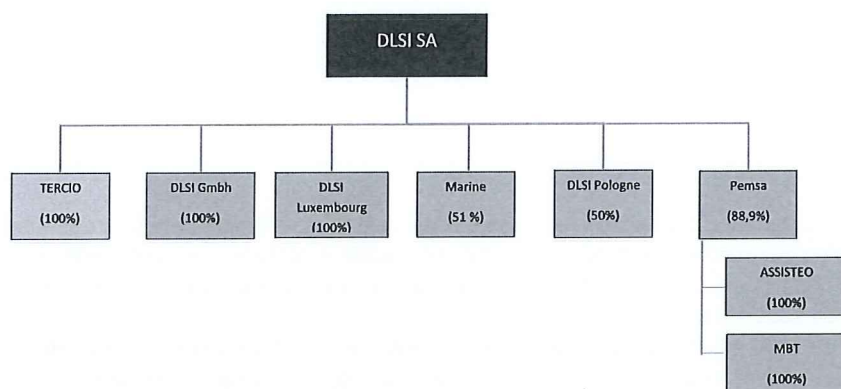 DLSI SA
TERCIO
(100%)
DLSI Gmbh
(100%)
DLSI
Luxembourg
(100%)
Marine
(51 %)
DLSI Pologne
(50%)
Pemsa
(88,9%)
ASSISTEO
(100%)
MBT
(100%)